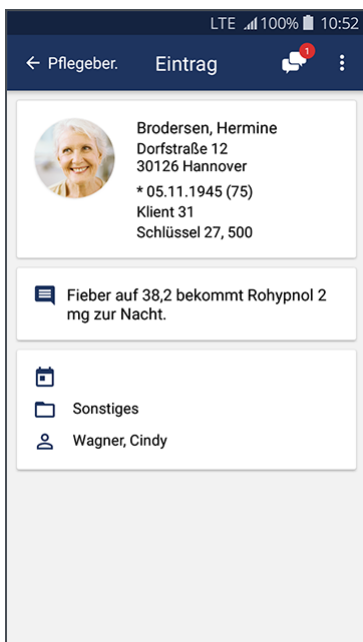 LTE 100% 10:52
← Pflegeber. Eintrag 1
Brodersen, Hermine
Dorfstraße 12
30126 Hannover
* 05.11.1945 (75)
Klient 31
Schlüssel 27, 500
Fieber auf 38,2 bekommt Rohypnol 2
mg zur Nacht.
Sonstiges
Wagner, Cindy